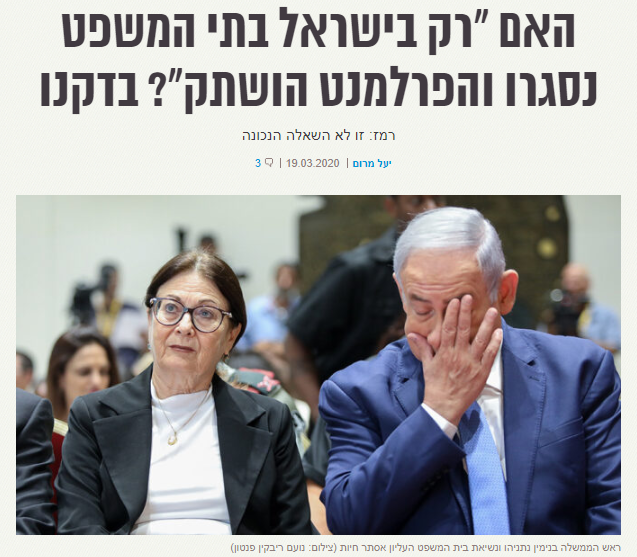 האם "רק בישראל בתי המשפט
נסגרו והפרלמנט הושתק"? בדקנו
רמז: זו לא השאלה הנכונה
יעל מרום | 19.03.2020 | 3
ראש הממשלה בנימין נתניהו ונשיאת בית המשפט העליון אסתר חיות (צילום: נועם ריבקין פנטון)